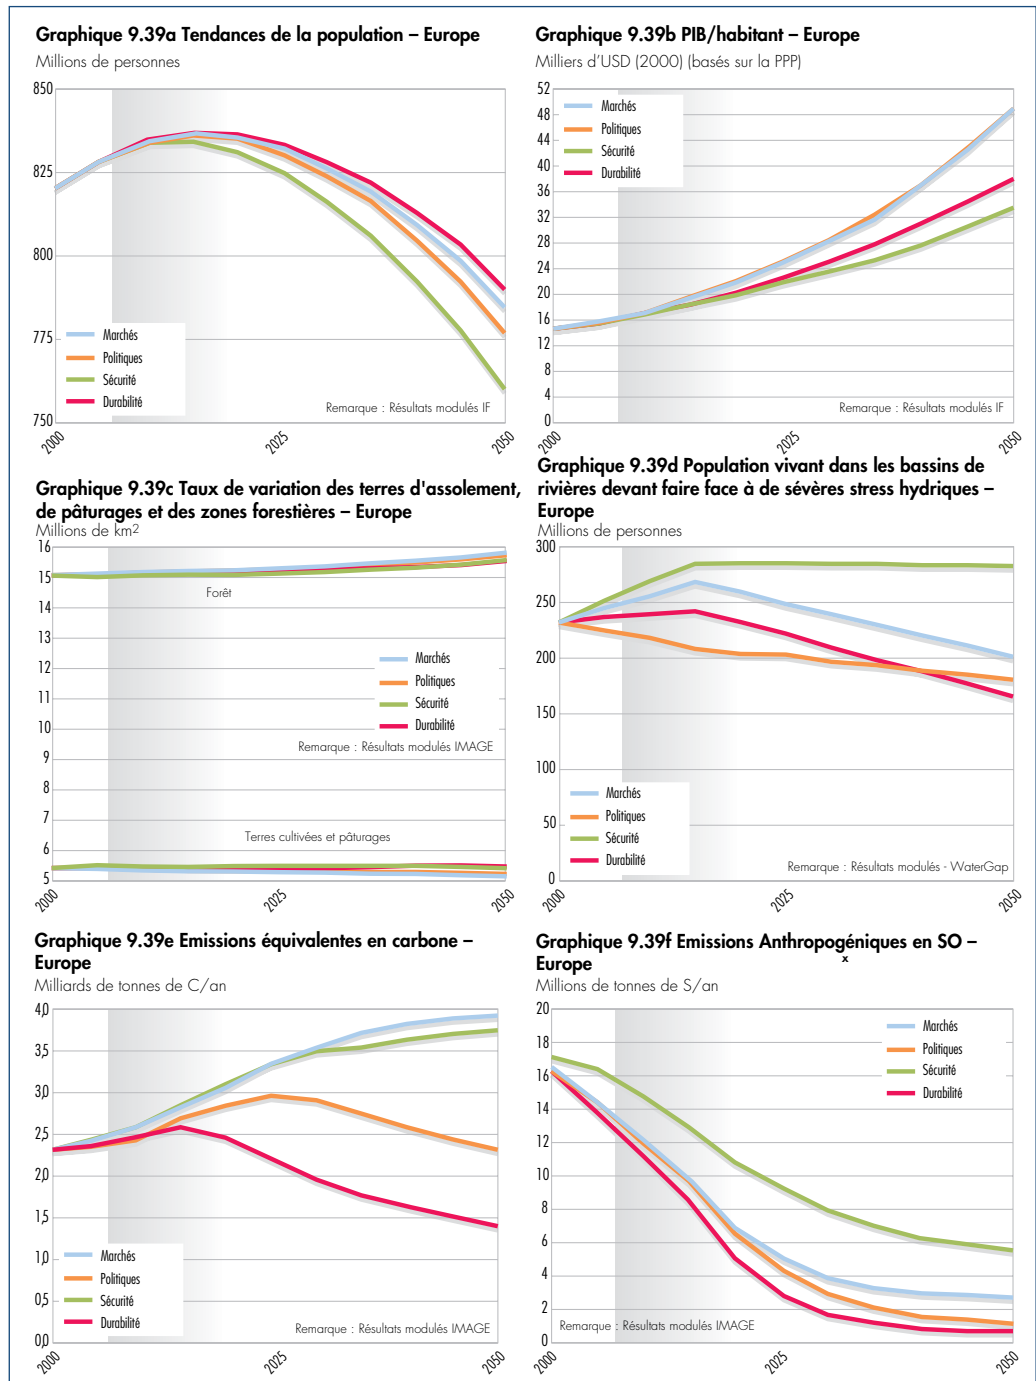 Graphique 9.39a Tendances de la population – Europe
Millions de personnes
850
825
800
775
750
Marchés
Politiques
Sécurité
Durabilité
Remarque : Résultats modulés IF
2000
2025
2050
Graphique 9.39b PIB/habitant – Europe
Milliers d’USD (2000) (basés sur la PPP)
52
48
44
40
36
32
28
24
20
16
12
8
4
0
Marchés
Politiques
Sécurité
Durabilité
Remarque : Résultats modulés IF
2000
2025
2050
Graphique 9.39c Taux de variation des terres d'assolement,
de pâturages et des zones forestières – Europe
Millions de km2
16
15
14
13
12
11
10
9
8
7
6
5
Forêt
Marchés
Politiques
Sécurité
Durabilité
Remarque : Résultats modulés IMAGE
Terres cultivées et pâturages
2000
2025
2050
Graphique 9.39d Population vivant dans les bassins de
rivières devant faire face à de sévères stress hydriques –
Europe
Millions de personnes
300
250
200
150
100
50
0
Marchés
Politiques
Sécurité
Durabilité
Remarque : Résultats modulés - WaterGap
2000
2025
2050
Graphique 9.39e Emissions équivalentes en carbone –
Europe
Milliards de tonnes de C/an
4,0
3,5
3,0
2,5
2,0
1,5
1,0
0,5
0,0
Marchés
Politiques
Sécurité
Durabilité
Remarque : Résultats modulés IMAGE
2000
2025
2050
Graphique 9.39f Emissions Anthropogéniques en SO –
Europe x
Millions de tonnes de S/an
20
18
16
14
12
10
8
6
4
2
0
Marchés
Politiques
Sécurité
Durabilité
Remarque : Résultats modulés IMAGE
2000
2025
2050